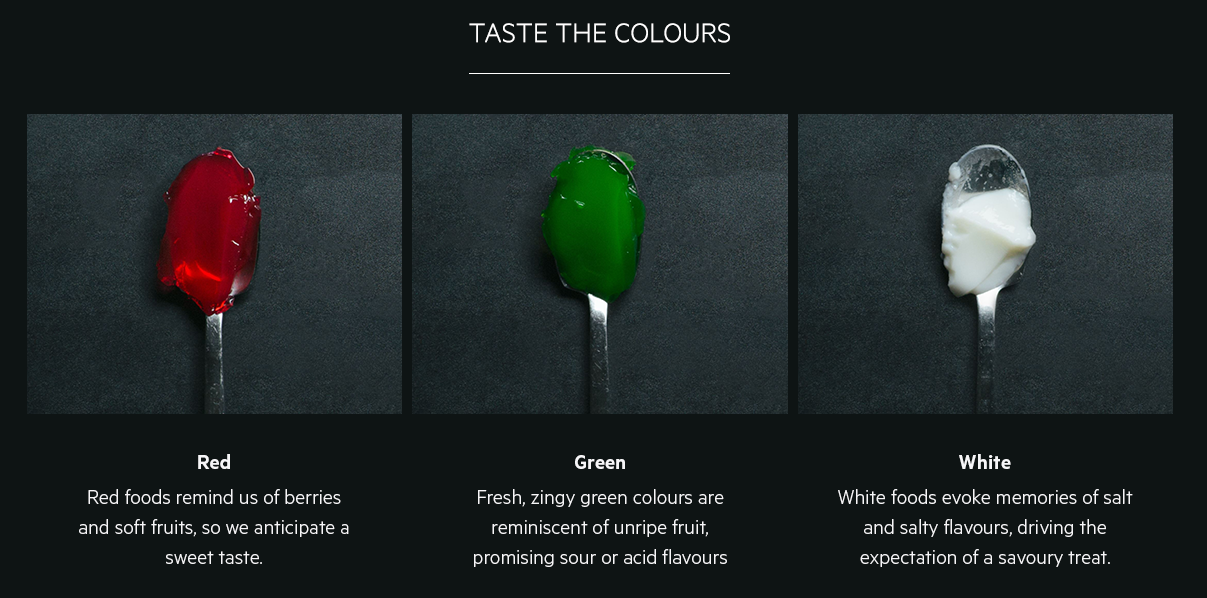 TASTE THE COLOURS
Red
Red foods remind us of berries
and soft fruits, so we anticipate a
sweet taste.
Green
Fresh, zingy green colours are
reminiscent of unripe fruit,
promising sour or acid flavours
White
White foods evoke memories of salt
and salty flavours, driving the
expectation of a savoury treat.